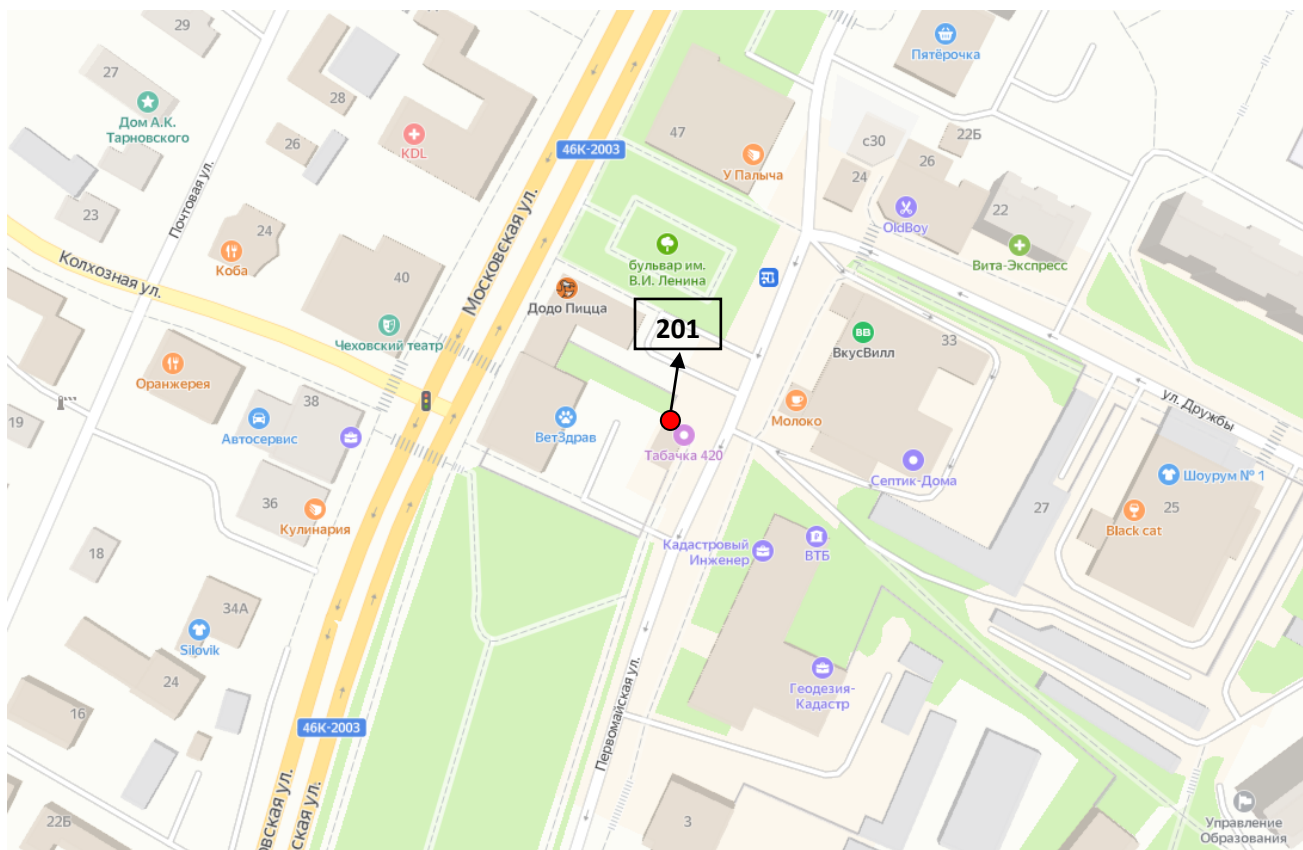 29
Пятёрочка
27
Дом А.К.
Тарновского
28
26
KDL
46К-2003
47
У Палыча
с30
22Б
26
24
22
OldBoy
Вита-Экспресс
Почтовая ул.
23
24
Коба
Колхозная ул.
40
Московская ул.
бульвар им.
В.И. Ленина
Додо Пицца
201
Чеховский театр
ВВ
ВкусВилл
33
Оранжерея
38
ул. Дружбы
19
Автосервис
ВетЗдрав
Табачка 420
Молоко
Септик-Дома
Шоурум № 1
36
Кулинария
27
25
Black cat
18
Кадастровый
Инженер
ВТБ
34А
Silovik
24
16
Геодезия-
Кадастр
46К-2003
Первомайская ул.
3
22Б
овская ул.
ская ул.
Управление
Образования